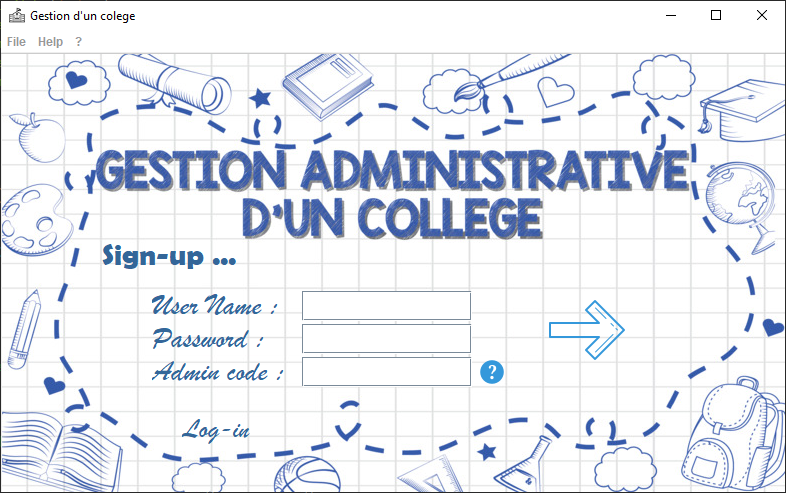 Gestion d'un colege
File Help ?
GESTION ADMINISTRATIVE
D'UN COLLEGE
Sign-up ...
User Name :
Password :
Admin code : ?
Log-in